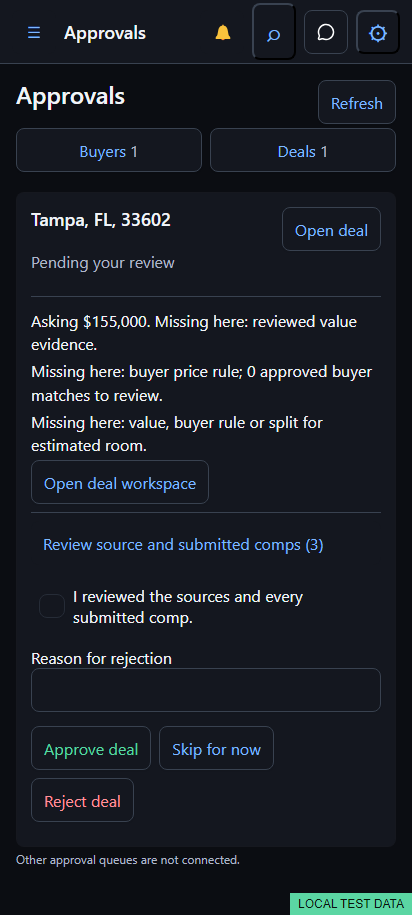 Approvals
Approvals
Refresh
Buyers 1
Deals 1
Tampa, FL, 33602
Open deal
Pending your review
Asking $155,000. Missing here: reviewed value
evidence.
Missing here: buyer price rule; 0 approved buyer
matches to review.
Missing here: value, buyer rule or split for
estimated room.
Open deal workspace
Review source and submitted comps (3)
I reviewed the sources and every
submitted comp.
Reason for rejection
Approve deal
Skip for now
Reject deal
Other approval queues are not connected.
LOCAL TEST DATA